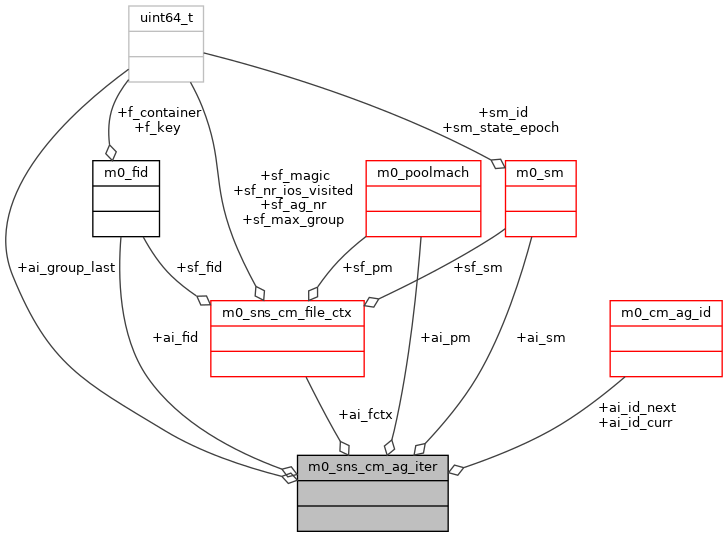 uint64_t
+f_container
+f_key
+sm_id
+sm_state_epoch
m0_fid
m0_poolmach
m0_sm
+sf_magic
+sf_nr_ios_visited
+sf_ag_nr
+sf_max_group
+ai_group_last
+sf_fid
+sf_pm
+sf_sm
m0_sns_cm_file_ctx
m0_cm_ag_id
+ai_fid
+ai_pm
+ai_sm
+ai_fctx
+ai_id_next
+ai_id_curr
m0_sns_cm_ag_iter